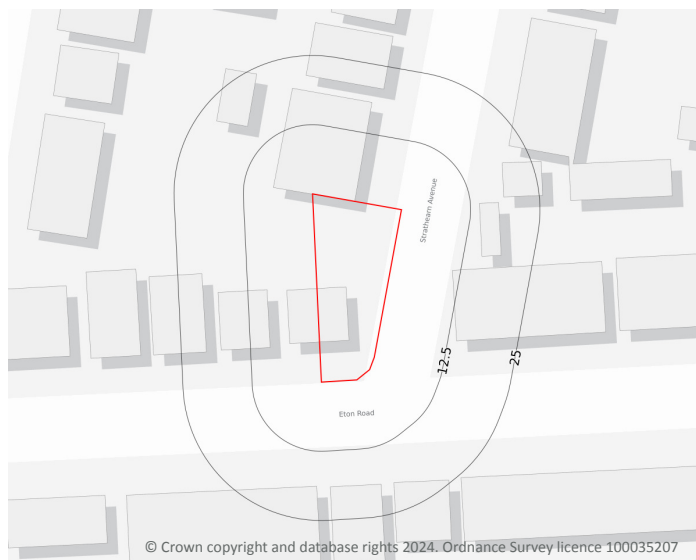 Strathearn Avenue
12.5
25
Eton Road
© Crown copyright and database rights 2024. Ordnance Survey licence 100035207